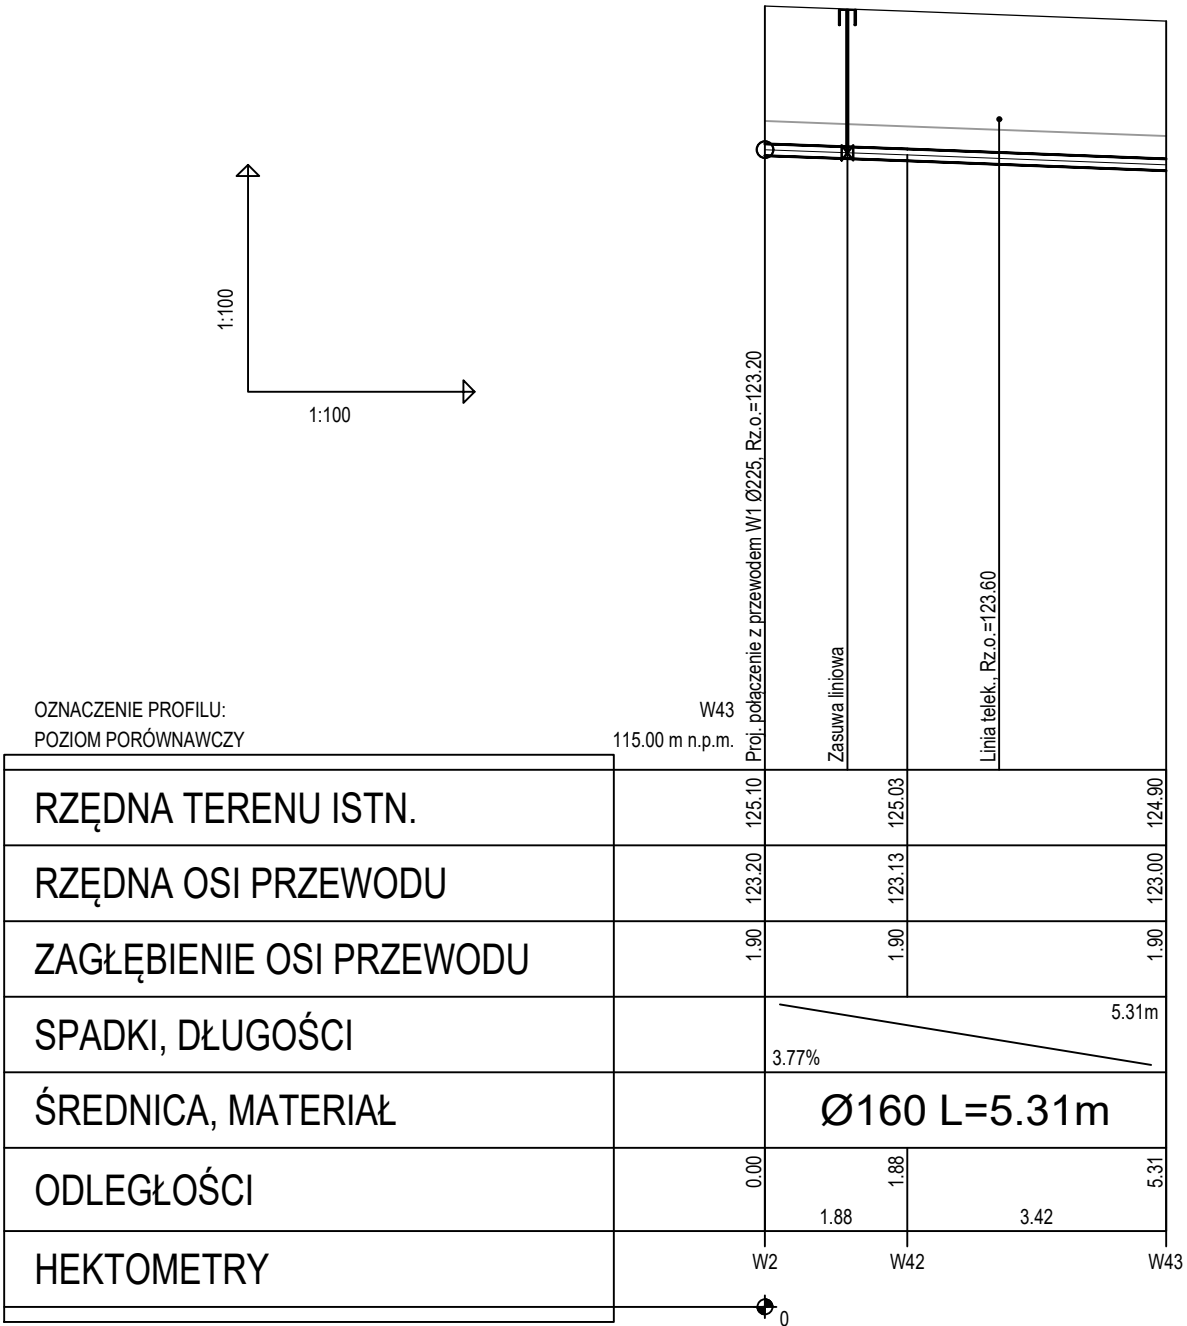 1:100
1:100
Proj. połączenie z przewodem W1 Ø225, Rz.o.=123.20
Zasuwa liniowa
Linia telek., Rz.o.=123.60
OZNACZENIE PROFILU: W43
POZIOM PORÓWNAWCZY 115.00 m n.p.m.
RZĘDNA TERENU ISTN. 125.10 125.03 124.90
RZĘDNA OSI PRZEWODU 123.20 123.13 123.00
ZAGŁĘBIENIE OSI PRZEWODU 1.90 1.90 1.90
SPADKI, DŁUGOŚCI 3.77% 5.31m
ŚREDNICA, MATERIAŁ Ø160 L=5.31m
ODLEGŁOŚCI 0.00 1.88 5.31
1.88 3.42
HEKTOMETRY W2 W42 W43
0